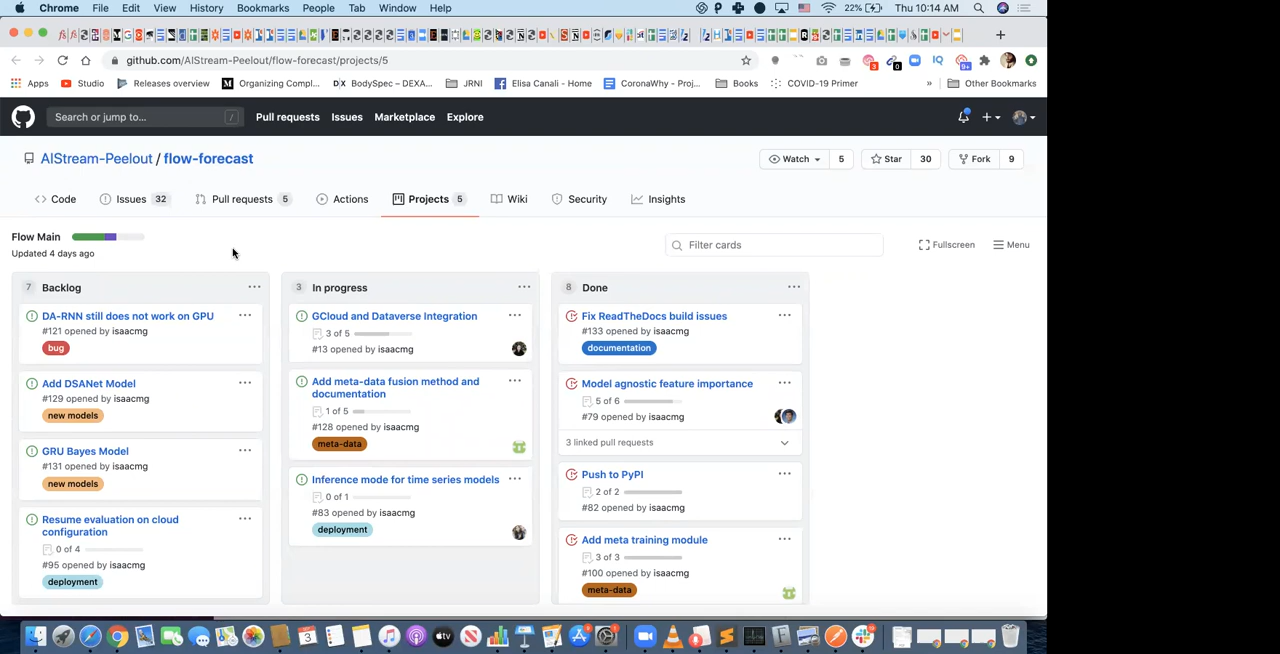 Chrome File Edit View History Bookmarks People Tab Window Help
22% Thu 10:14 AM
github.com/AIStream-Peelout/flow-forecast/projects/5
Apps Studio Releases overview Organizing Compl... BodySpec – DEXA... JRNI Elisa Canali - Home CoronaWhy - Proj... Books COVID-19 Primer » Other Bookmarks
Search or jump to... / Pull requests Issues Marketplace Explore
AIStream-Peelout / flow-forecast
Watch 5 Star 30 Fork 9
Code Issues 32 Pull requests 5 Actions Projects 5 Wiki Security Insights
Flow Main
Updated 4 days ago
Filter cards
Fullscreen Menu
7 Backlog
DA-RNN still does not work on GPU
#121 opened by isaacmg
bug
Add DSANet Model
#129 opened by isaacmg
new models
GRU Bayes Model
#131 opened by isaacmg
new models
Resume evaluation on cloud
configuration
0 of 4
#95 opened by isaacmg
deployment
3 In progress
GCloud and Dataverse Integration
3 of 5
#13 opened by isaacmg
Add meta-data fusion method and
documentation
1 of 5
#128 opened by isaacmg
meta-data
Inference mode for time series models
0 of 1
#83 opened by isaacmg
deployment
8 Done
Fix ReadTheDocs build issues
#133 opened by isaacmg
documentation
Model agnostic feature importance
5 of 6
#79 opened by isaacmg
3 linked pull requests
Push to PyPI
2 of 2
#82 opened by isaacmg
Add meta training module
3 of 3
#100 opened by isaacmg
meta-data